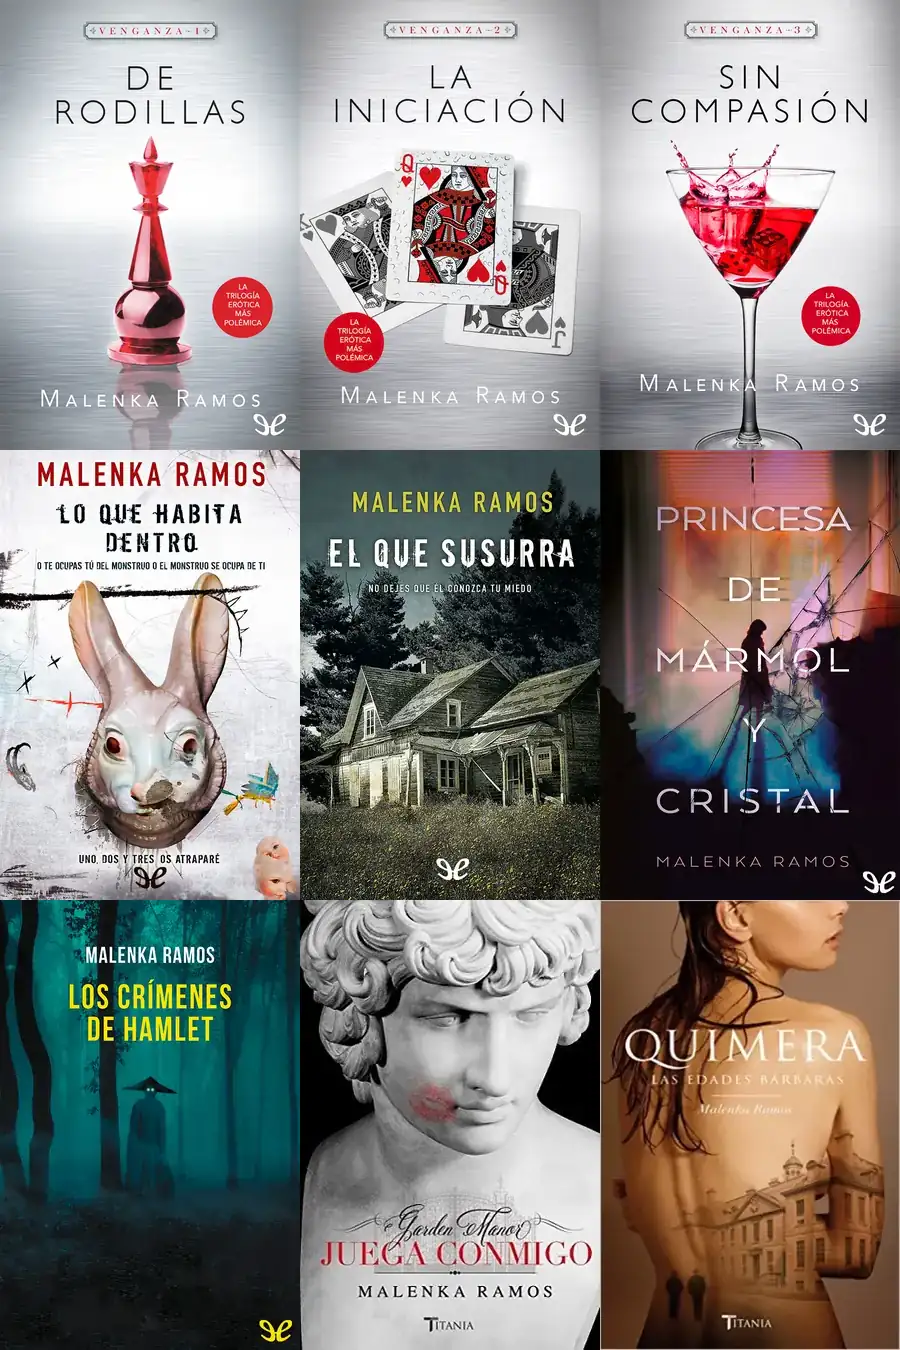 VENGANZA-1
DE
RODILLAS
LA
TRILOGÍA
ERÓTICA
MÁS
POLÉMICA
MALENKA RAMOS
VENGANZA-2
LA
INICIACIÓN
Q
Q
J
LA
TRILOGÍA
ERÓTICA
MÁS
POLÉMICA
MALENKA RAMOS
VENGANZA-3
SIN
COMPASIÓN
LA
TRILOGÍA
ERÓTICA
MÁS
POLÉMICA
MALENKA RAMOS
MALENKA RAMOS
LO QUE HABITA
DENTRO
O TE OCUPAS TÚ DEL MONSTRUO O EL MONSTRUO SE OCUPA DE TI
UNO, DOS Y TRES, OS ATRAPARÉ
MALENKA RAMOS
EL QUE SUSURRA
NO DEJES QUE ÉL CONOZCA TU MIEDO
PRINCESA
DE
MÁRMOL
Y
CRISTAL
MALENKA RAMOS
MALENKA RAMOS
LOS CRÍMENES
DE HAMLET
Garden Manor
JUEGA CONMIGO
MALENKA RAMOS
TITANIA
QUIMERA
LAS EDADES BÁRBARAS
Malenka Ramos
TITANIA